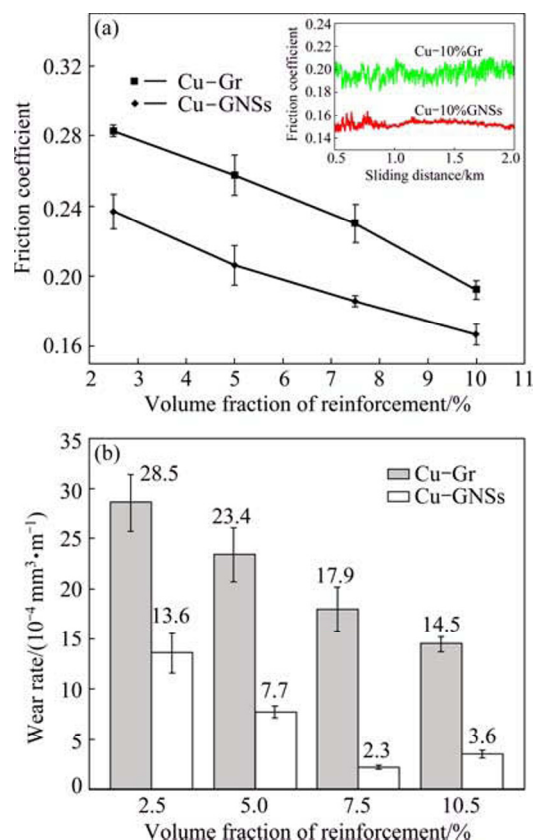 (a)
Friction coefficient
0.32
0.28
0.24
0.20
0.16
Cu−Gr
Cu−GNSs
Friction coefficient
0.24
0.22
0.20
0.18
0.16
0.14
Cu−10%Gr
Cu−10%GNSs
0.5 1.0 1.5 2.0
Sliding distance/km
2 3 4 5 6 7 8 9 10 11
Volume fraction of reinforcement/%
(b)
Wear rate/(10⁻⁴ mm³•m⁻¹)
35
30
25
20
15
10
5
0
Cu−Gr
Cu−GNSs
28.5
13.6
23.4
7.7
17.9
2.3
14.5
3.6
2.5 5.0 7.5 10.5
Volume fraction of reinforcement/%